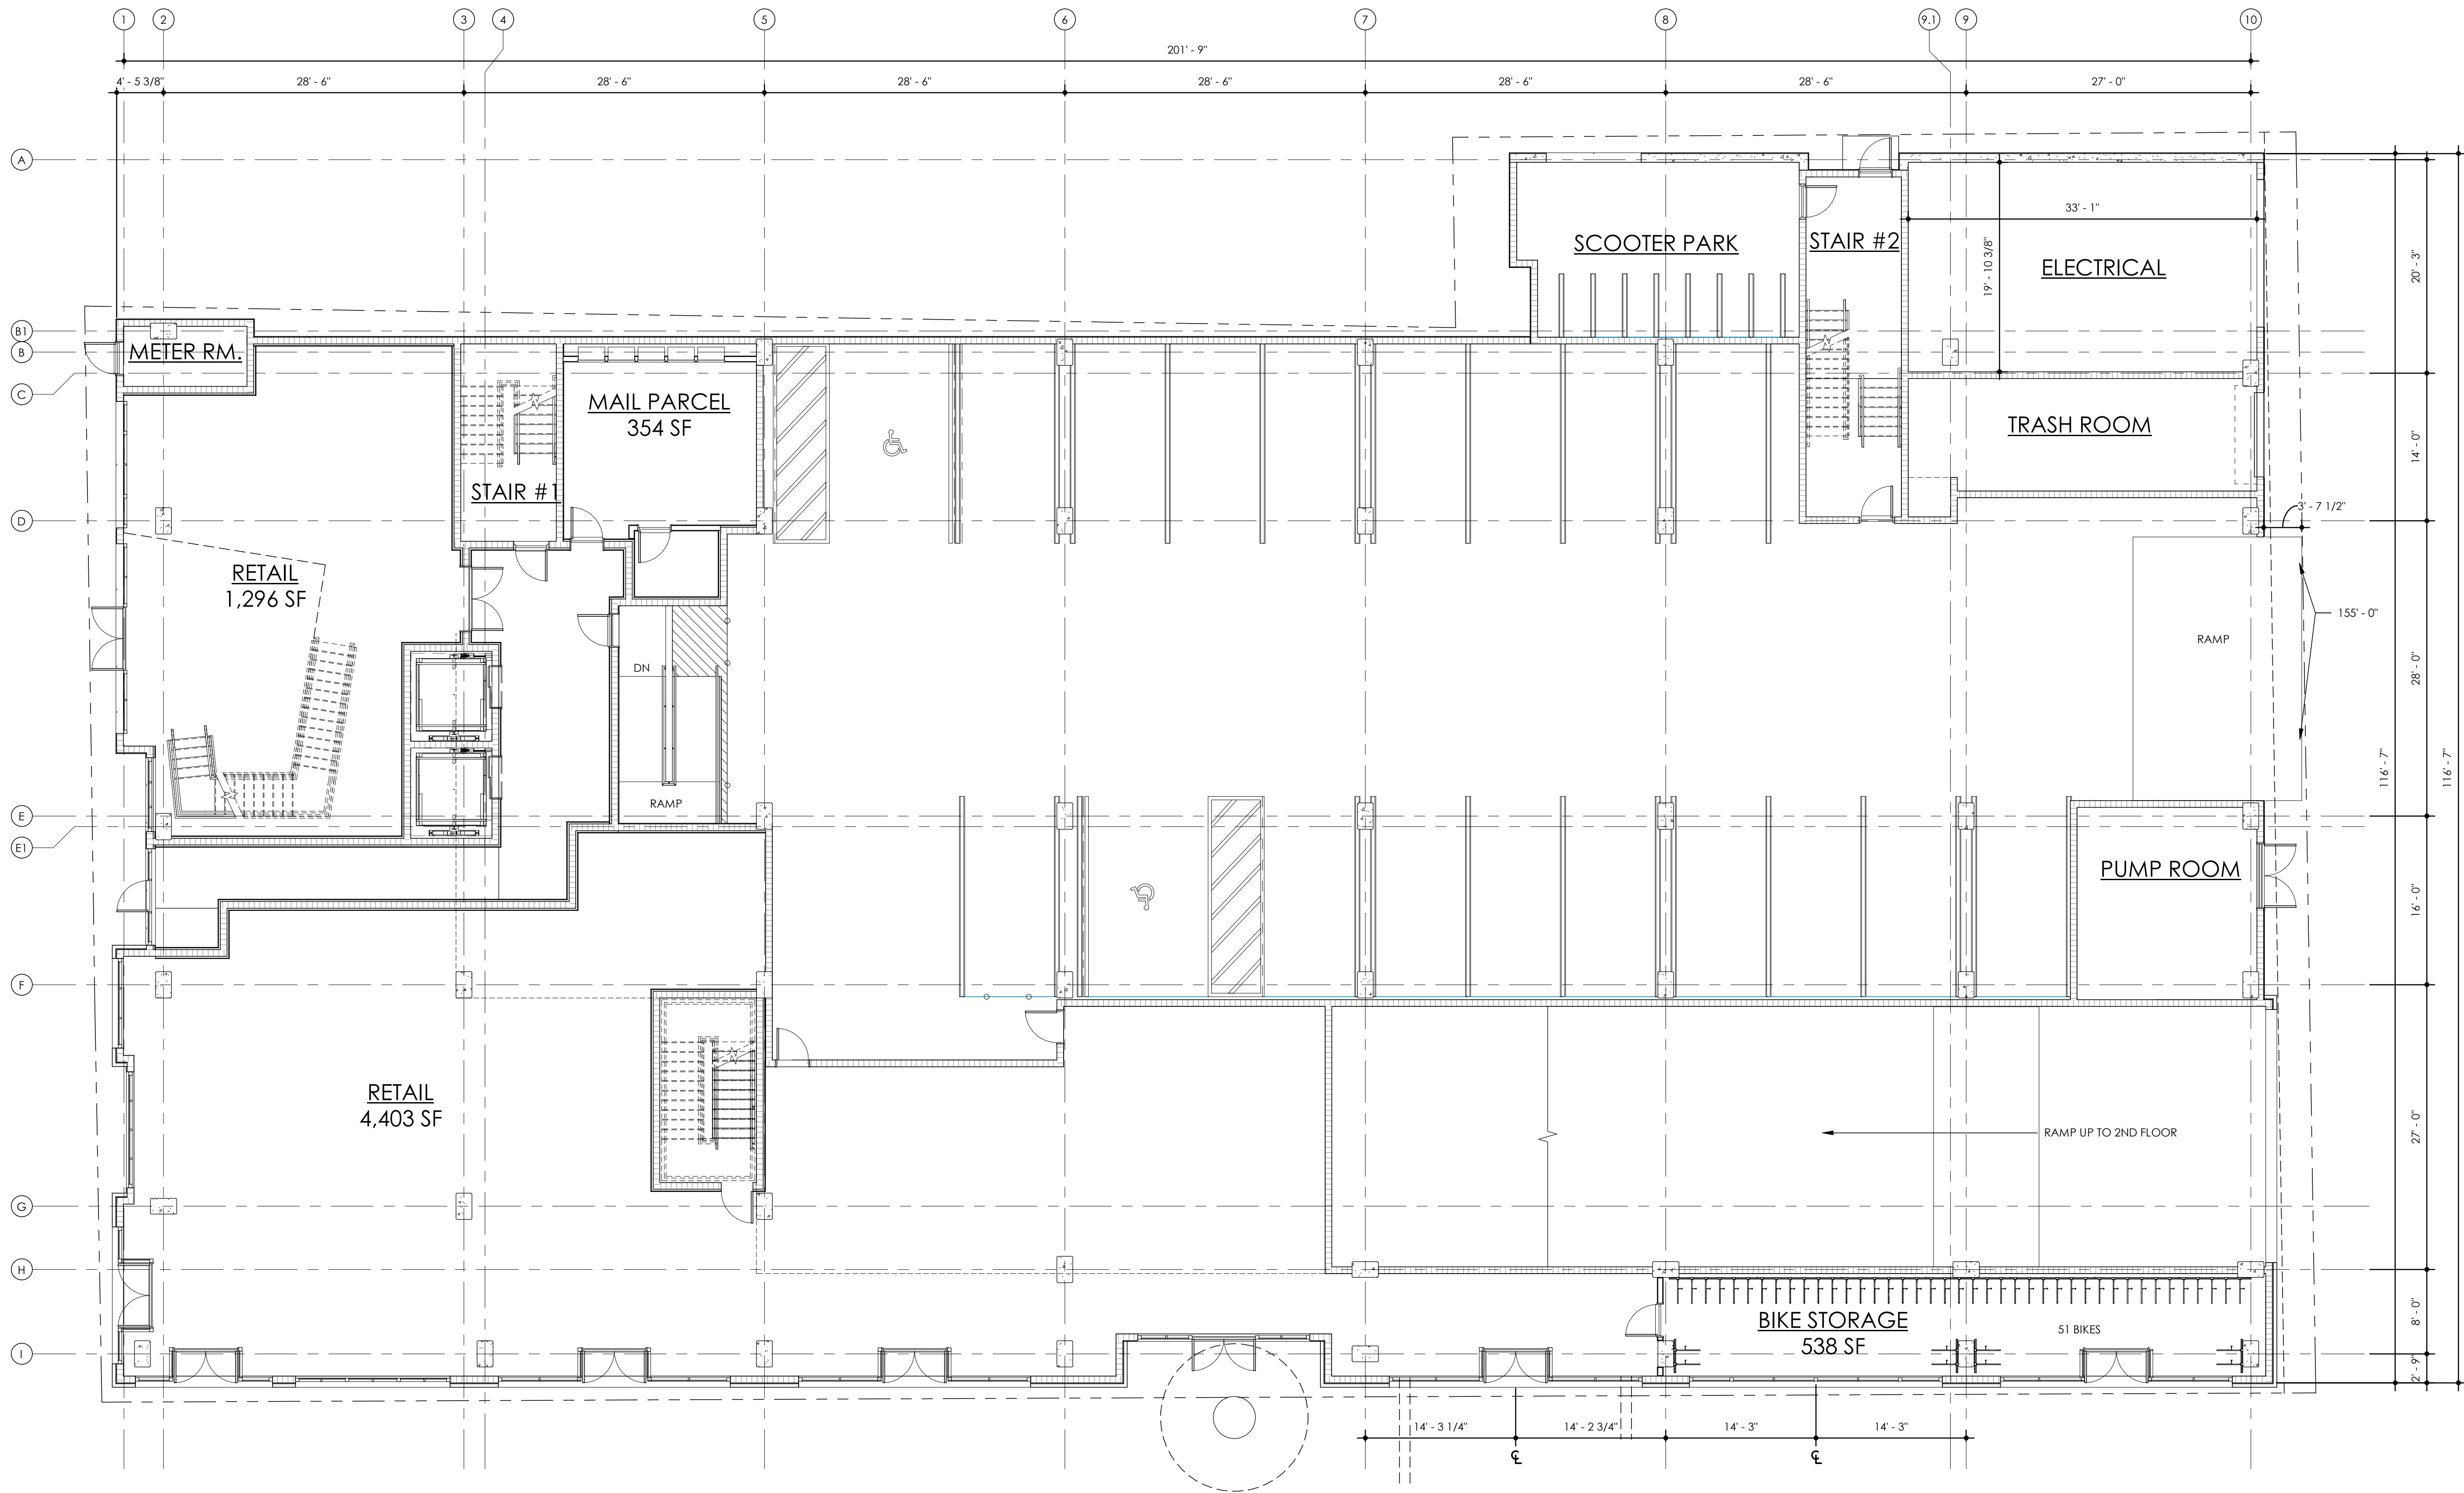 1 2 3 4 5 6 7 8 9.1 9 10
201' - 9"
4' - 5 3/8" 28' - 6" 28' - 6" 28' - 6" 28' - 6" 28' - 6" 28' - 6" 27' - 0"
A
33' - 1"
SCOOTER PARK
STAIR #2
19' - 10 3/8"
ELECTRICAL
20' - 3"
B1
B
METER RM.
C
MAIL PARCEL
354 SF
TRASH ROOM
14' - 0"
STAIR #1
3' - 7 1/2"
D
RETAIL
1,296 SF
155' - 0"
RAMP
DN
28' - 0"
116' - 7"
116' - 7"
RAMP
E
E1
PUMP ROOM
16' - 0"
F
RETAIL
4,403 SF
RAMP UP TO 2ND FLOOR
27' - 0"
G
H
BIKE STORAGE
538 SF
51 BIKES
8' - 0"
I
2' - 9"
14' - 3 1/4" 14' - 2 3/4" 14' - 3" 14' - 3"
℄ ℄